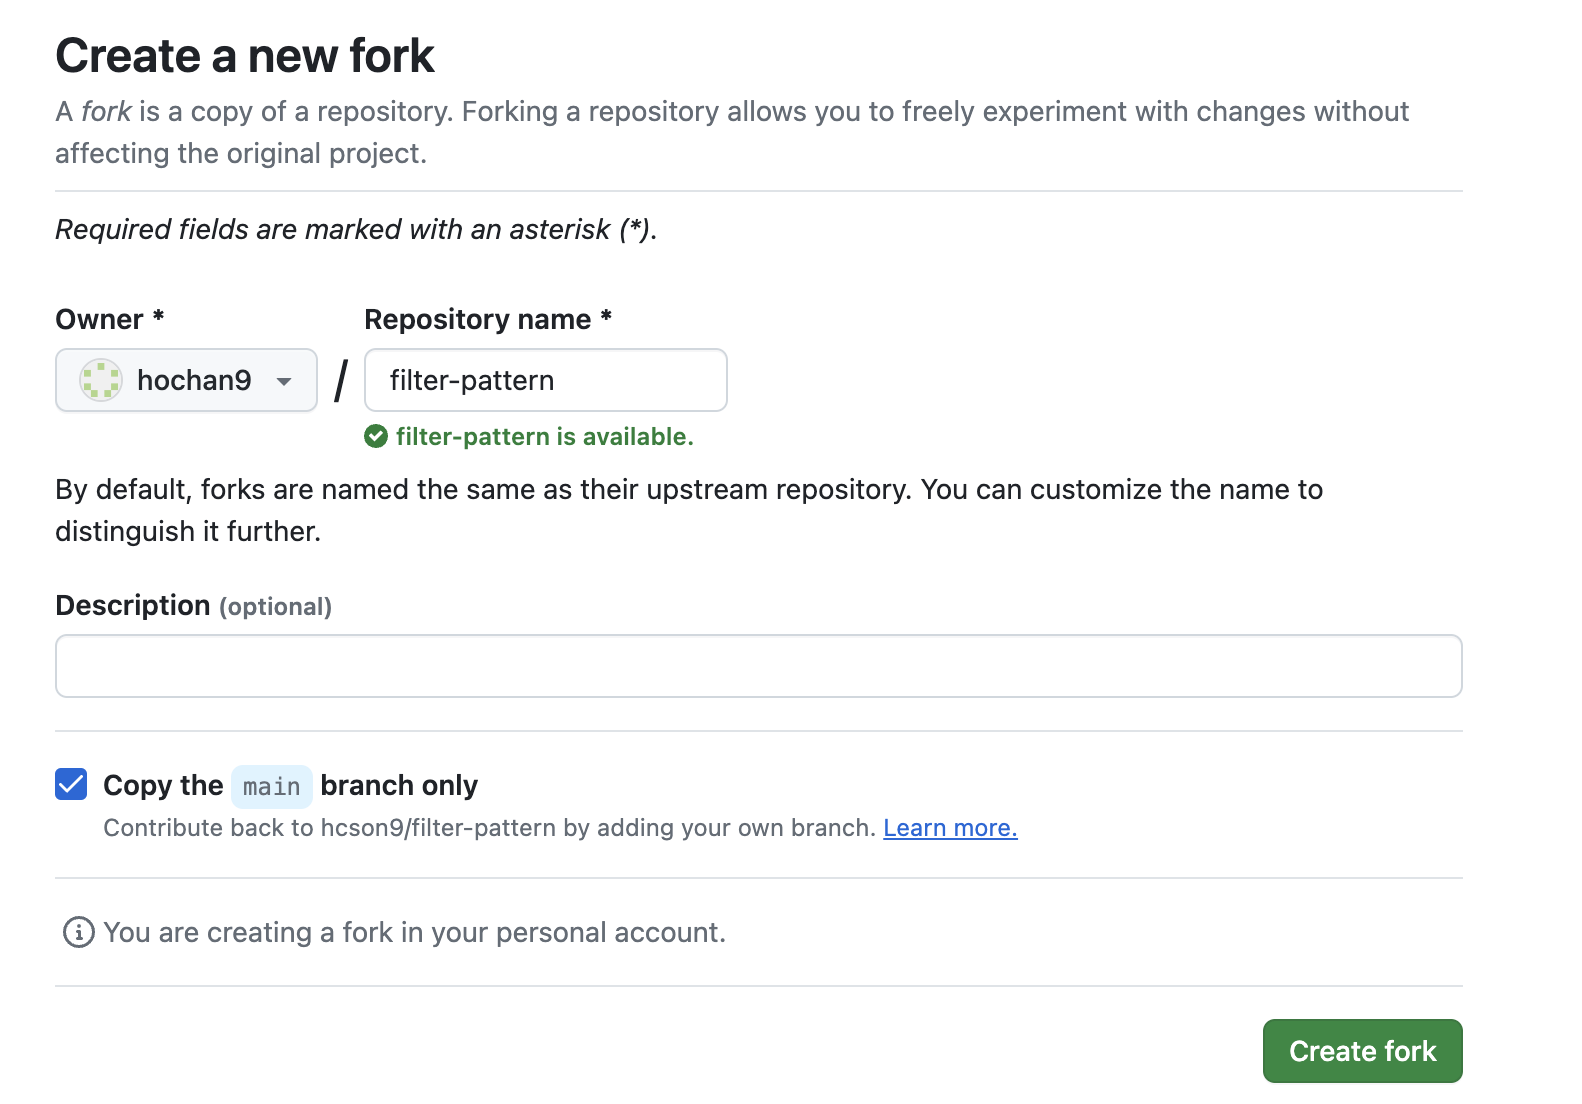 Create a new fork
A fork is a copy of a repository. Forking a repository allows you to freely experiment with changes without
affecting the original project.
Required fields are marked with an asterisk (*).
Owner *
Repository name *
hochan9
/
filter-pattern
filter-pattern is available.
By default, forks are named the same as their upstream repository. You can customize the name to
distinguish it further.
Description (optional)
Copy the main branch only
Contribute back to hcson9/filter-pattern by adding your own branch. Learn more.
You are creating a fork in your personal account.
Create fork